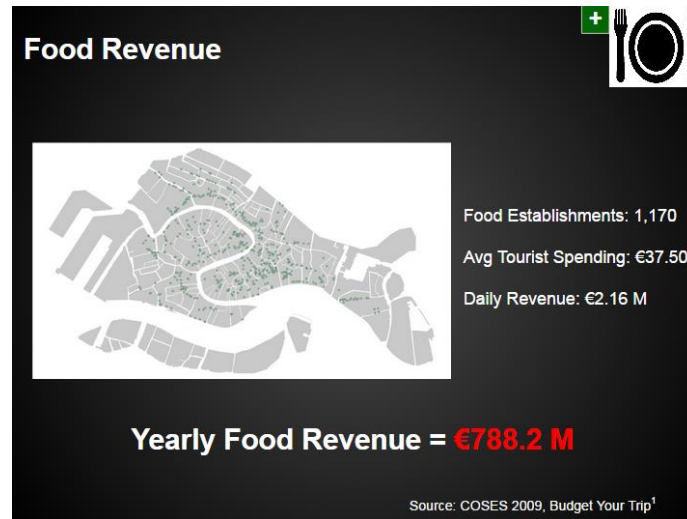 Food Revenue
+
Food Establishments: 1,170
Avg Tourist Spending: €37.50
Daily Revenue: €2.16 M
Yearly Food Revenue = €788.2 M
Source: COSES 2009, Budget Your Trip1